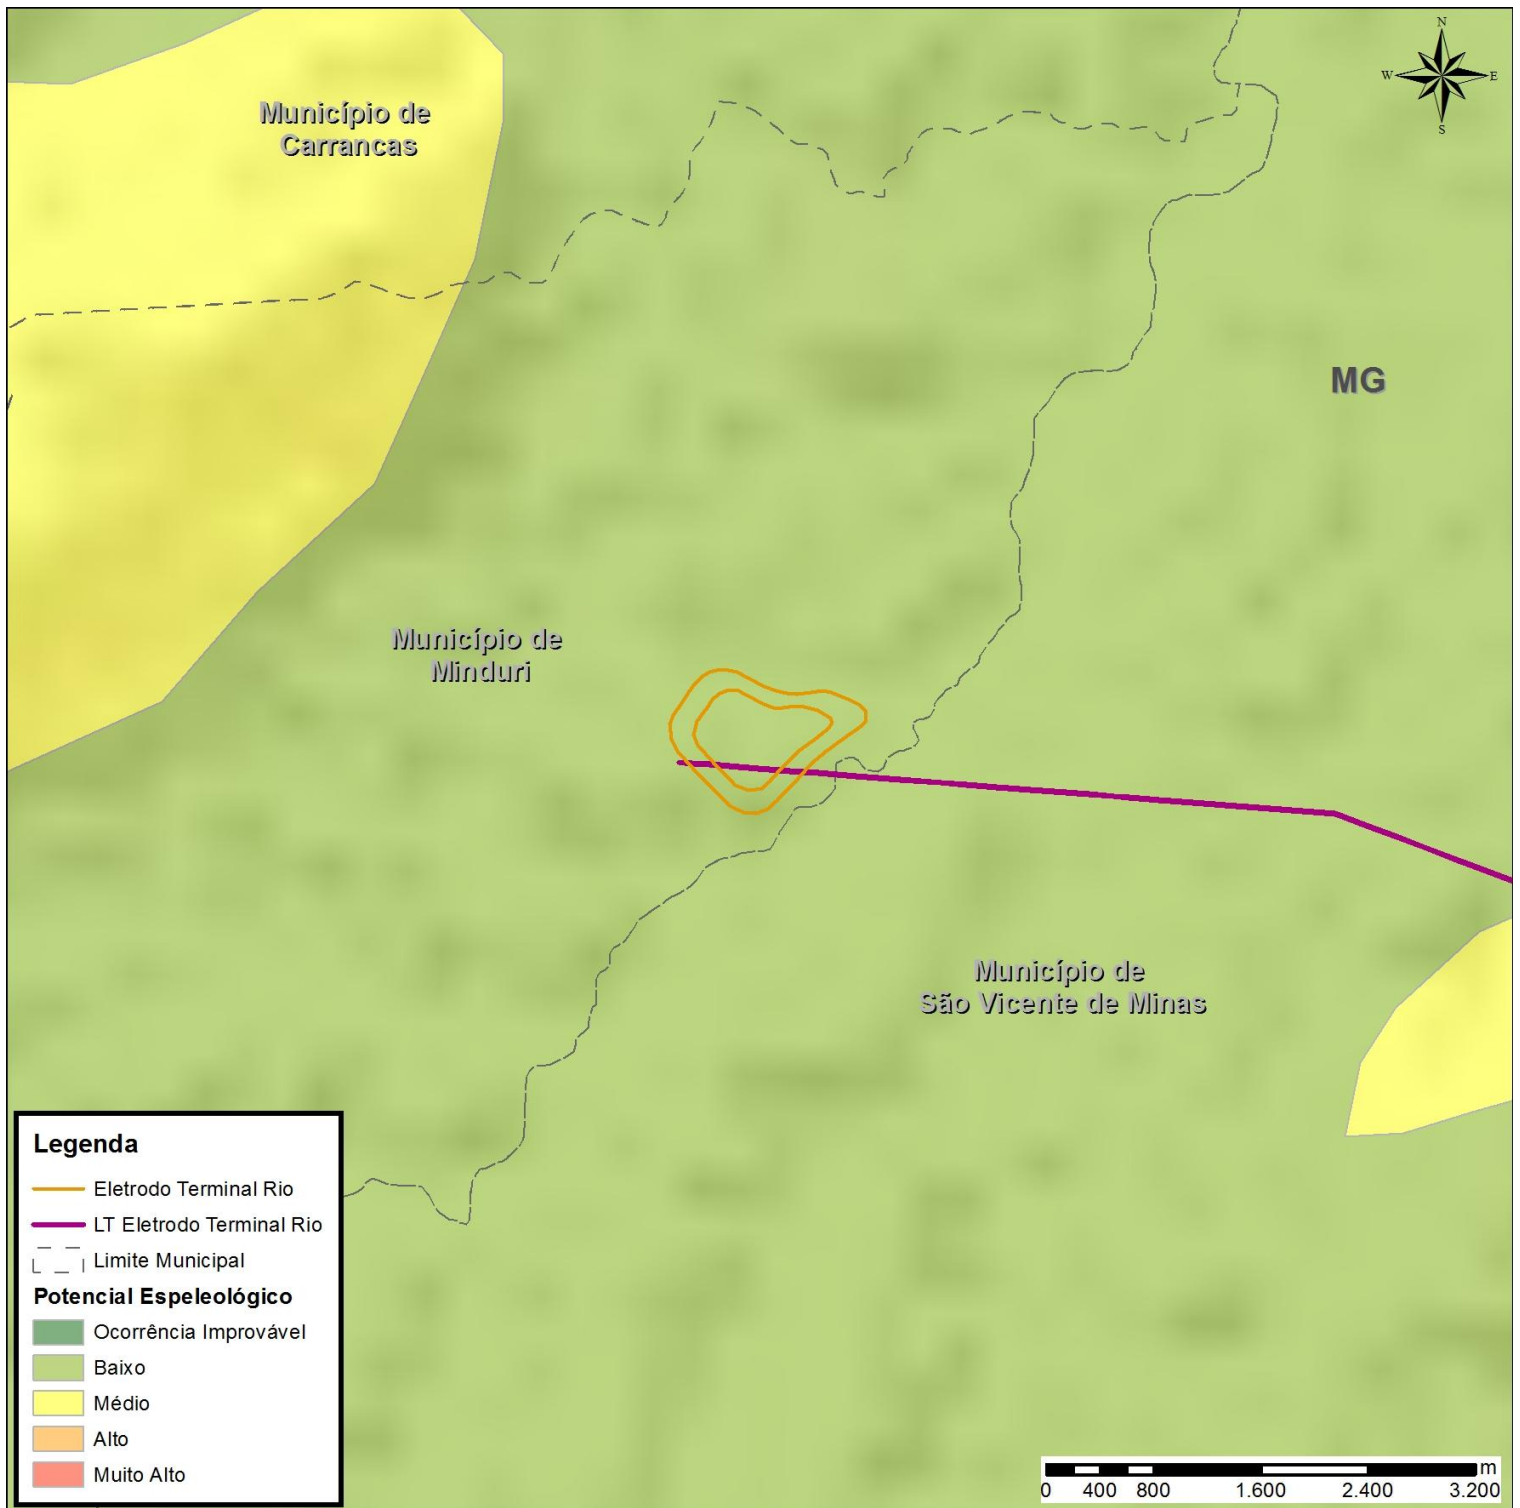 N
W E
S
Município de
Carrancas
MG
Município de
Minduri
Município de
São Vicente de Minas
Legenda
Eletrodo Terminal Rio
LT Eletrodo Terminal Rio
Limite Municipal
Potencial Espeleológico
Ocorrência Improvável
Baixo
Médio
Alto
Muito Alto
m
0 400 800 1.600 2.400 3.200